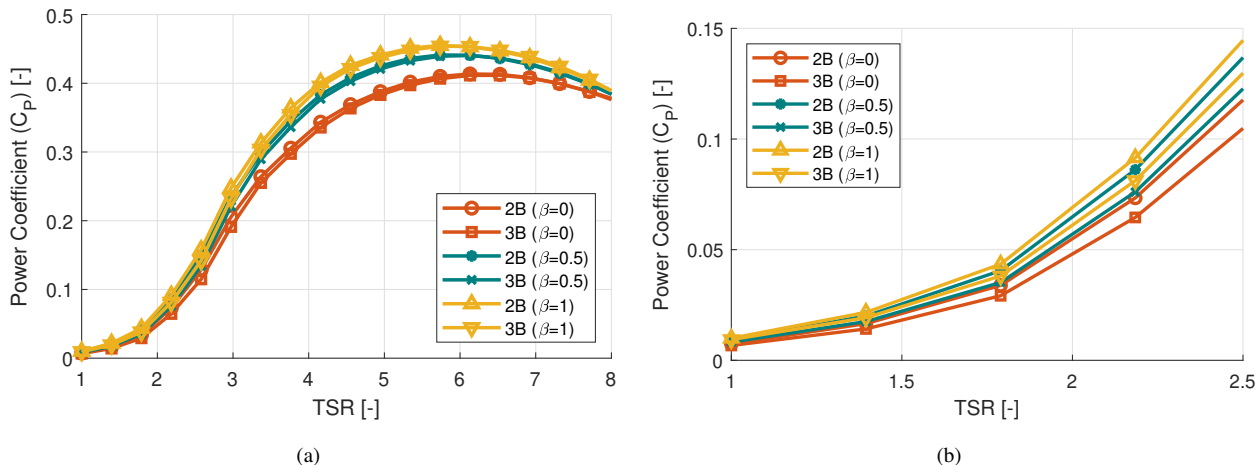 0.5
0.4
0.3
0.2
0.1
0
Power Coefficient (C_P) [-]
2B (β=0)
3B (β=0)
2B (β=0.5)
3B (β=0.5)
2B (β=1)
3B (β=1)
1 2 3 4 5 6 7 8
TSR [-]
(a)
0.15
0.1
0.05
0
Power Coefficient (C_P) [-]
2B (β=0)
3B (β=0)
2B (β=0.5)
3B (β=0.5)
2B (β=1)
3B (β=1)
1 1.5 2 2.5
TSR [-]
(b)